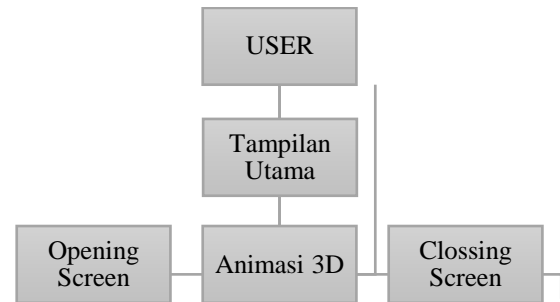 USER
Tampilan
Utama
Opening
Screen
Animasi 3D
Clossing
Screen